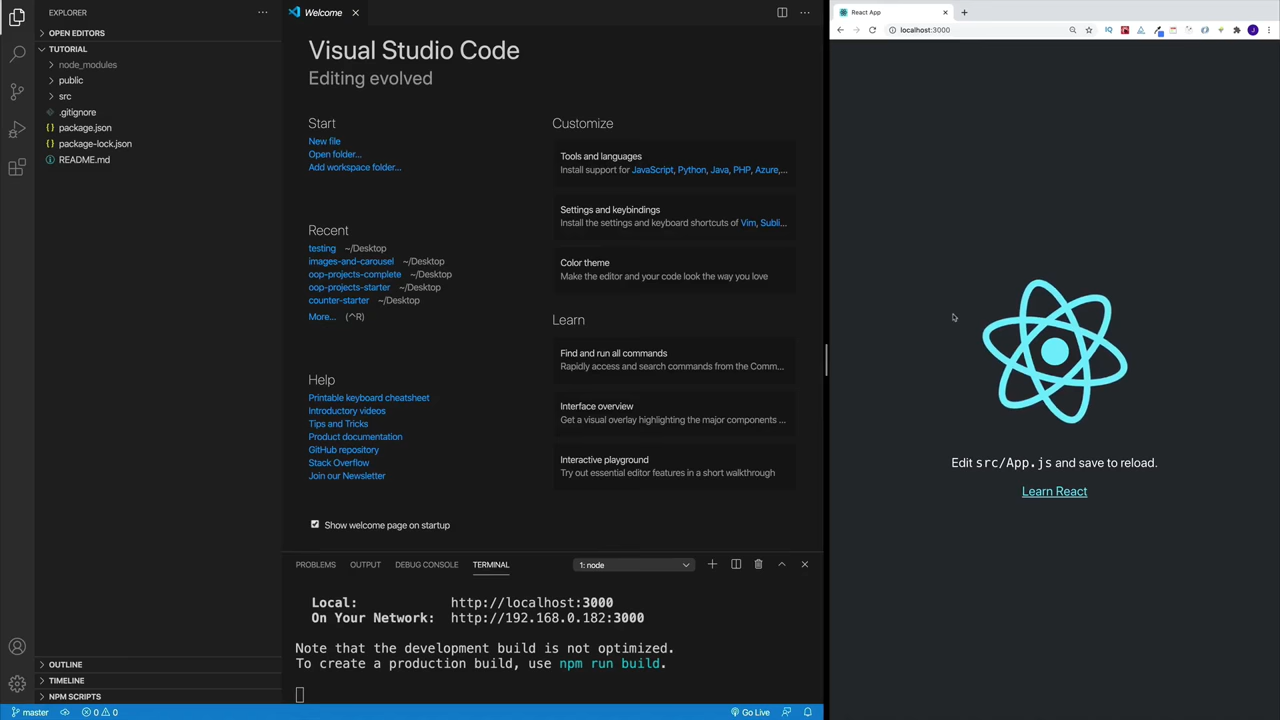 EXPLORER
OPEN EDITORS
TUTORIAL
node_modules
public
src
.gitignore
package.json
package-lock.json
README.md
OUTLINE
TIMELINE
NPM SCRIPTS
Welcome
Visual Studio Code
Editing evolved
Start
New file
Open folder...
Add workspace folder...
Recent
testing ~/Desktop
images-and-carousel ~/Desktop
oop-projects-complete ~/Desktop
oop-projects-starter ~/Desktop
counter-starter ~/Desktop
More... (^R)
Help
Printable keyboard cheatsheet
Introductory videos
Tips and Tricks
Product documentation
GitHub repository
Stack Overflow
Join our Newsletter
Show welcome page on startup
Customize
Tools and languages
Install support for JavaScript, Python, Java, PHP, Azure,...
Settings and keybindings
Install the settings and keyboard shortcuts of Vim, Subli...
Color theme
Make the editor and your code look the way you love
Learn
Find and run all commands
Rapidly access and search commands from the Comm...
Interface overview
Get a visual overlay highlighting the major components ...
Interactive playground
Try out essential editor features in a short walkthrough
PROBLEMS OUTPUT DEBUG CONSOLE TERMINAL 1: node
Local: http://localhost:3000
On Your Network: http://192.168.0.182:3000
Note that the development build is not optimized.
To create a production build, use npm run build.
master 0 0 Go Live
React App
localhost:3000
J
Edit src/App.js and save to reload.
Learn React